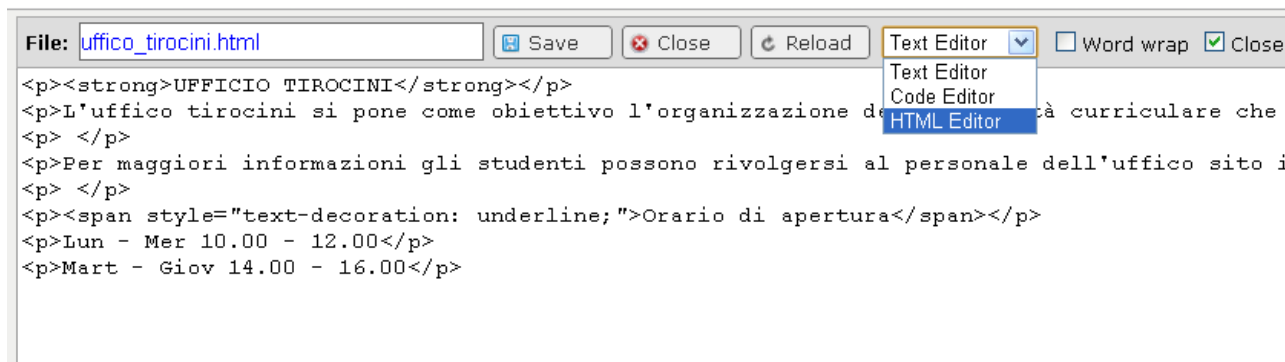 File: uffico_tirocini.html Save Close Reload Text Editor Word wrap Close
Text Editor
Code Editor
HTML Editor
<p><strong>UFFICIO TIROCINI</strong></p>
<p>L'uffico tirocini si pone come obiettivo l'organizzazione tà curriculare che
<p> </p>
<p>Per maggiori informazioni gli studenti possono rivolgersi al personale dell'uffico sito
<p> </p>
<p><span style="text-decoration: underline;">Orario di apertura</span></p>
<p>Lun - Mer 10.00 - 12.00</p>
<p>Mart - Giov 14.00 - 16.00</p>